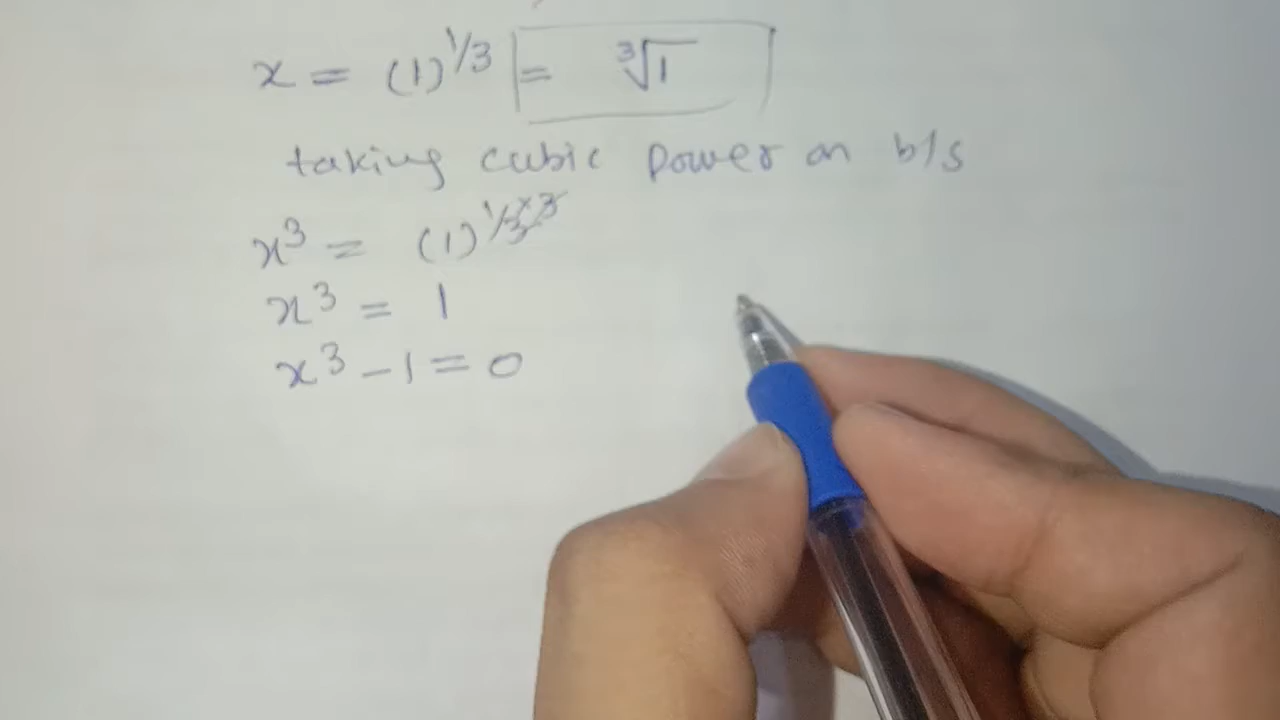 x = (1)^1/3 = ∛1
taking cubic power on b/s
x³ = (1)^1/3×3
x³ = 1
x³ - 1 = 0